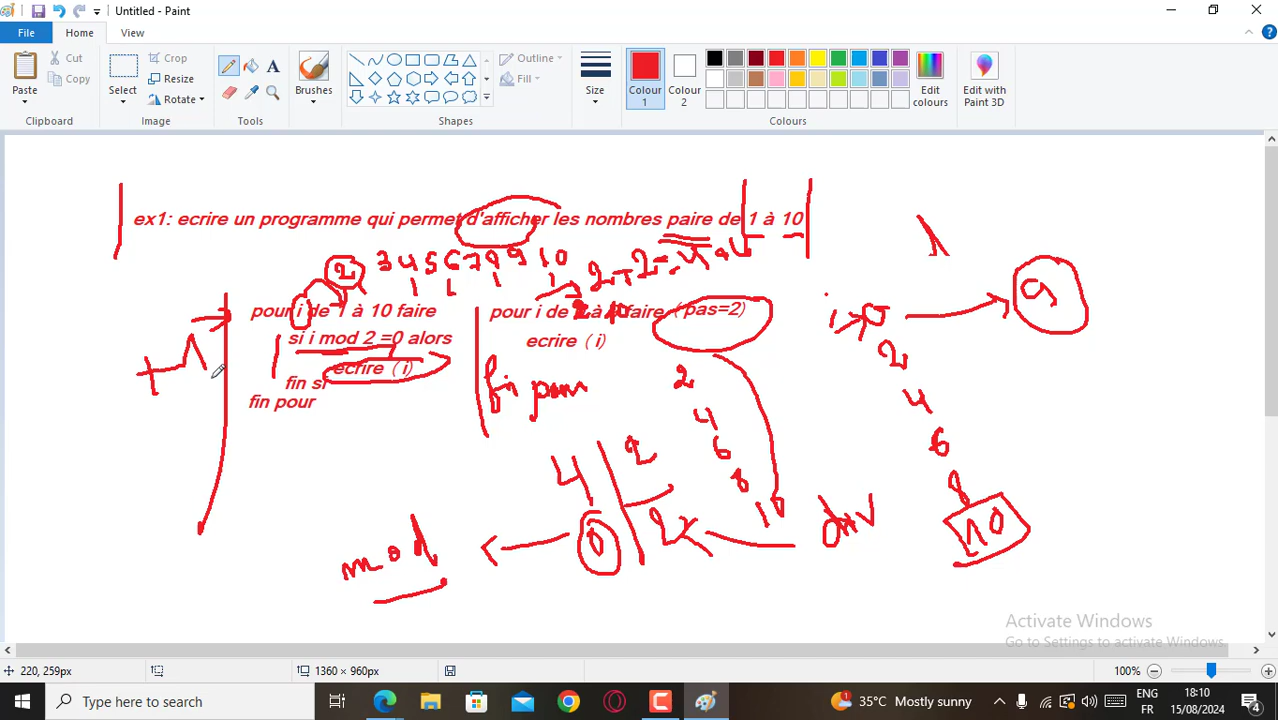 Untitled - Paint
File
Home
View
Paste
Cut
Copy
Clipboard
Select
Crop
Resize
Rotate
Image
A
Tools
Brushes
Outline
Fill
Shapes
Size
Colour 1
Colour 2
Edit colours
Edit with Paint 3D
Colours
ex1: ecrire un programme qui permet d'afficher les nombres paire de 1 à 10
2 3 4 5 6 7 8 9 10
pour i de 1 à 10 faire
si i mod 2 =0 alors
ecrire (i)
fin si
fin pour
+1
pour i de à faire (pas=2)
ecrire (i)
fin pour
2
4
6
8
10
i
2
4
6
8
10
4 2
0 2
mod
div
Activate Windows
Go to Settings to activate Windows.
220, 259px
1360 × 960px
100%
Type here to search
35°C Mostly sunny
ENG
FR
18:10
15/08/2024
4